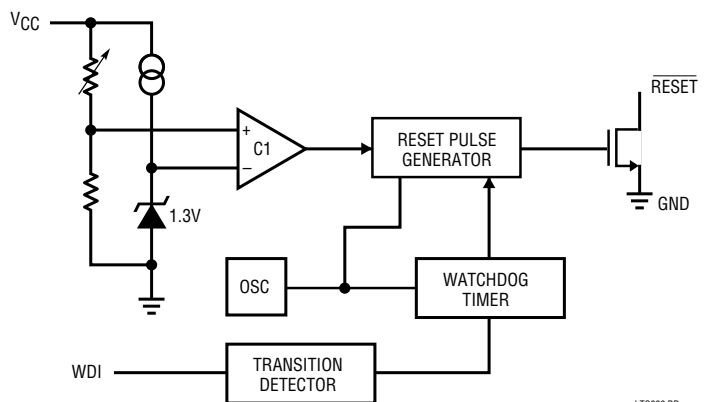 VCC
RESET
+
C1
–
RESET PULSE
GENERATOR
1.3V
GND
OSC
WATCHDOG
TIMER
WDI
TRANSITION
DETECTOR